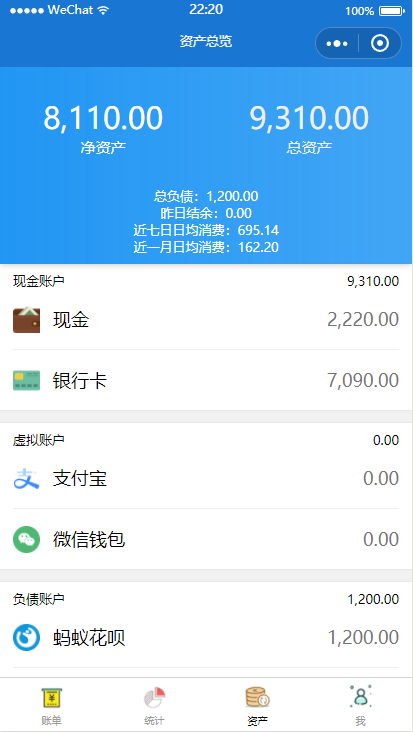 WeChat 22:20 100%
资产总览
8,110.00 9,310.00
净资产 总资产
总负债：1,200.00
昨日结余：0.00
近七日日均消费：695.14
近一月日均消费：162.20
现金账户 9,310.00
现金 2,220.00
银行卡 7,090.00
虚拟账户 0.00
支付宝 0.00
微信钱包 0.00
负债账户 1,200.00
蚂蚁花呗 1,200.00
账单 统计 资产 我